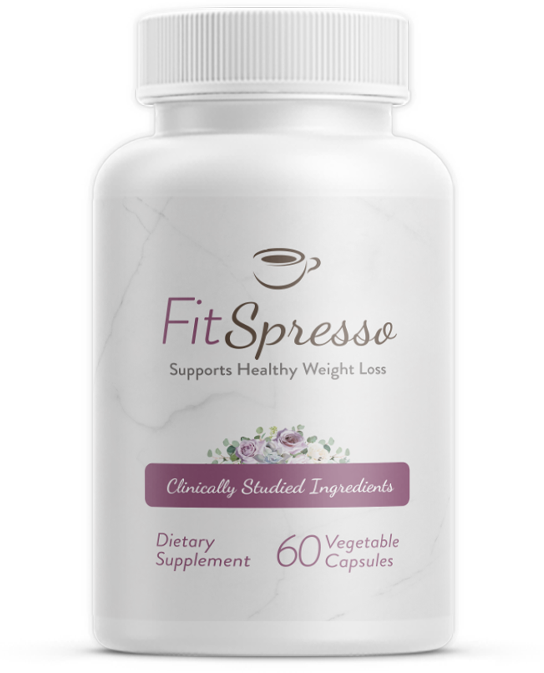 FitSpresso
Supports Healthy Weight Loss
Clinically Studied Ingredients
Dietary
Supplement
60 Vegetable
Capsules